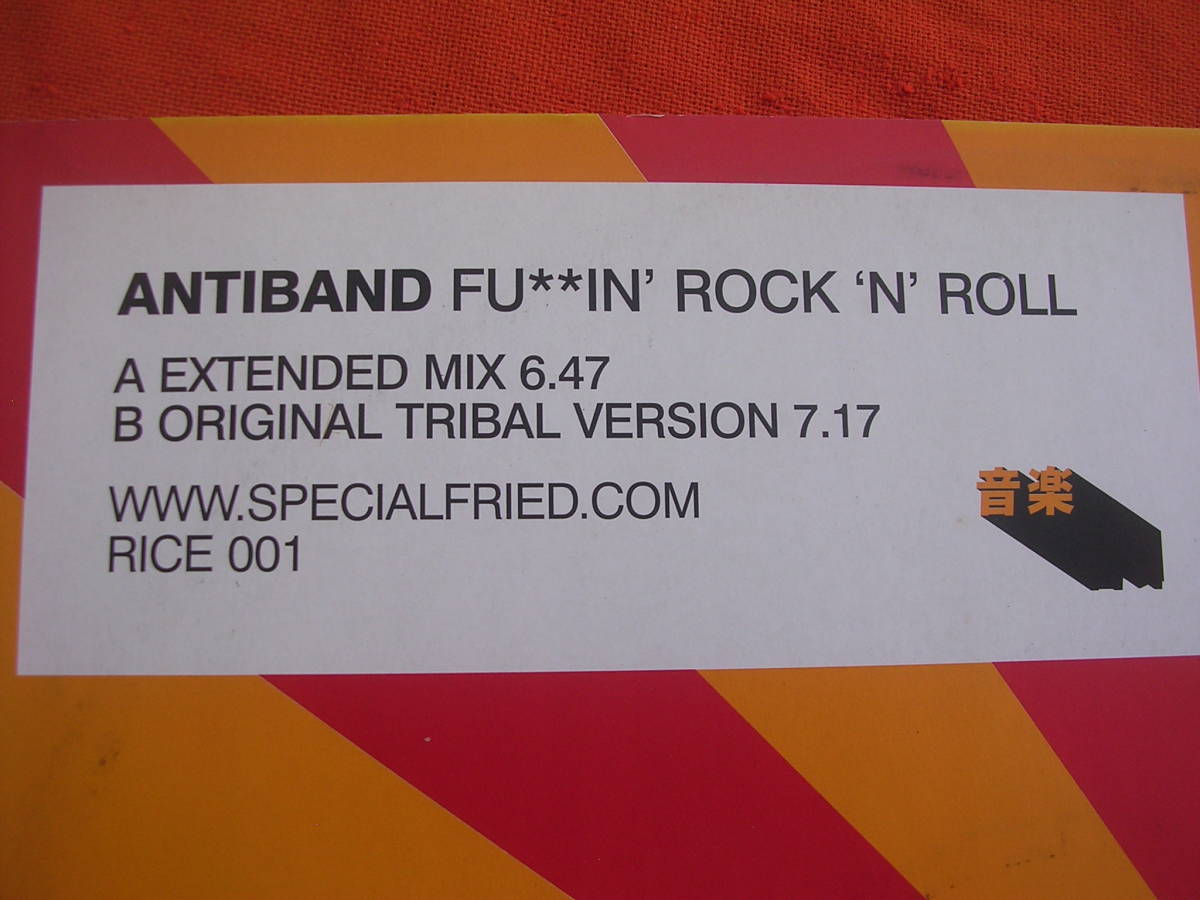 ANTIBAND FU**IN’ ROCK ‘N’ ROLL
A EXTENDED MIX 6.47
B ORIGINAL TRIBAL VERSION 7.17
WWW.SPECIALFRIED.COM
RICE 001
音楽